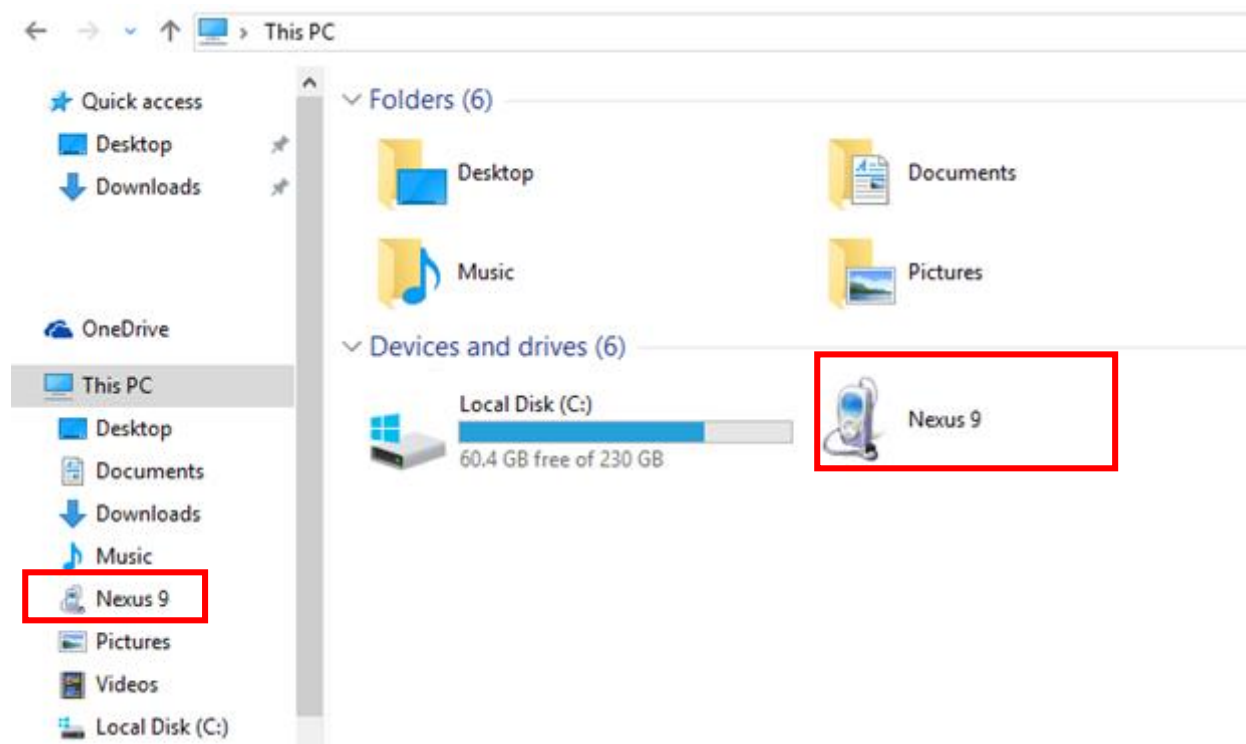 This PC
Quick access
Desktop
Downloads
OneDrive
This PC
Desktop
Documents
Downloads
Music
Nexus 9
Pictures
Videos
Local Disk (C:)
Folders (6)
Desktop
Documents
Music
Pictures
Devices and drives (6)
Local Disk (C:)
60.4 GB free of 230 GB
Nexus 9